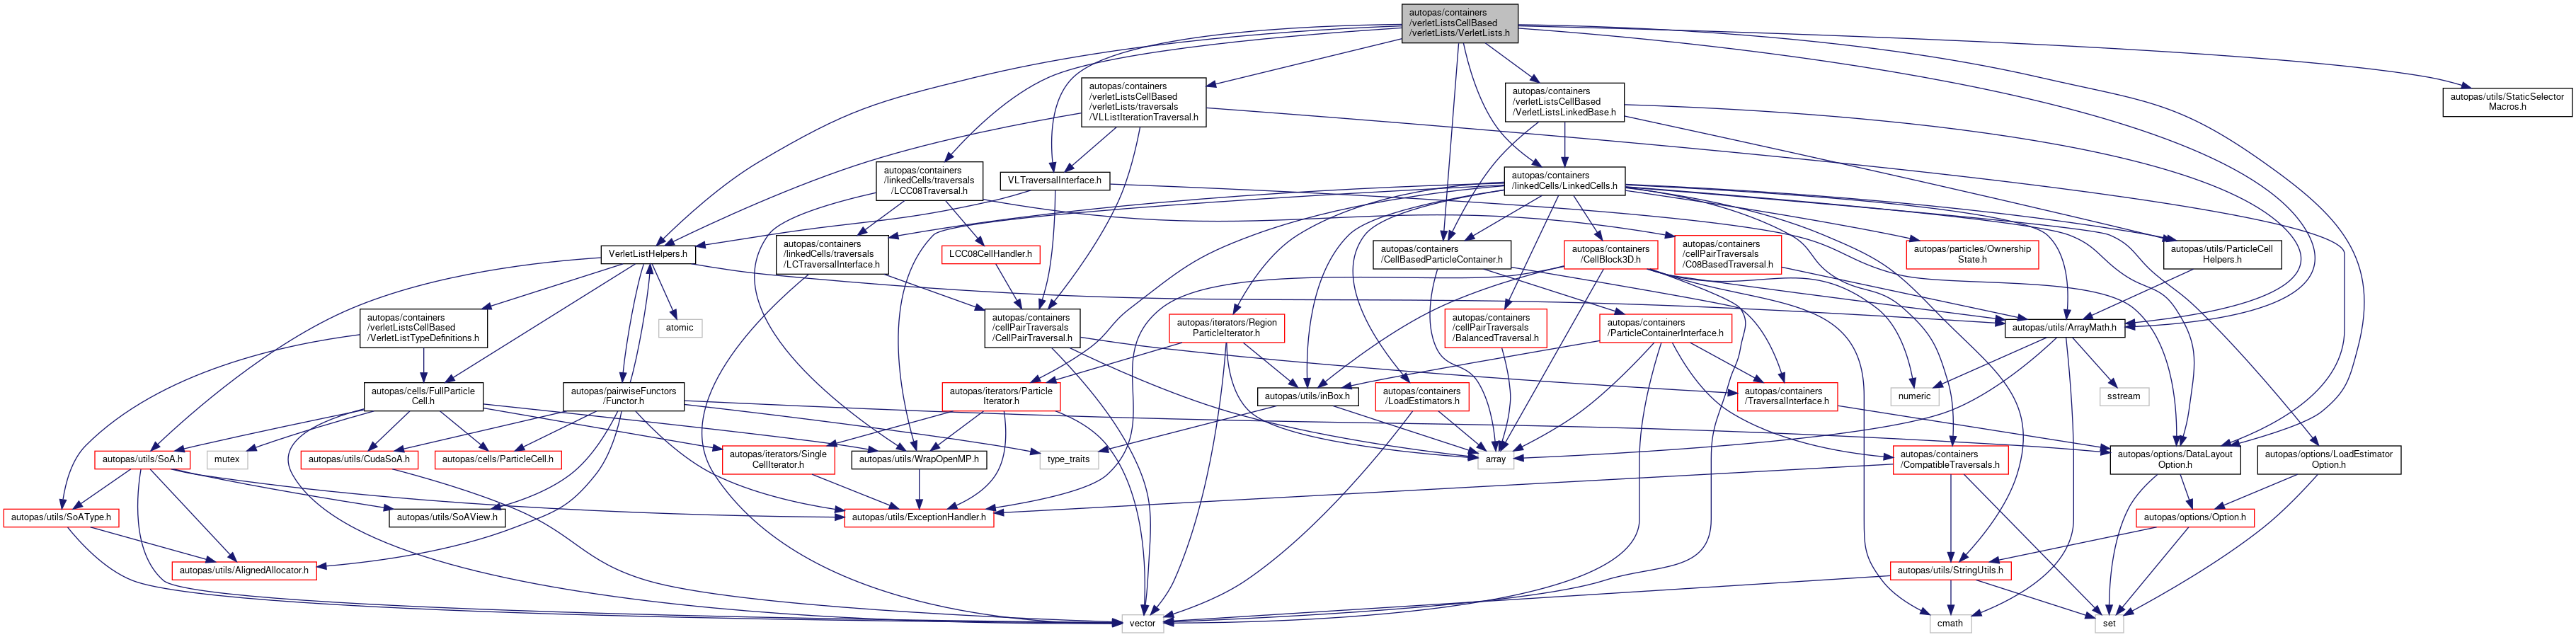 autopas/containers
/verletListsCellBased
/verletLists/VerletLists.h
autopas/containers
/verletListsCellBased
/verletLists/traversals
/VLListIterationTraversal.h
autopas/containers
/verletListsCellBased
/VerletListsLinkedBase.h
autopas/utils/StaticSelector
Macros.h
autopas/containers
/linkedCells/traversals
/LCC08Traversal.h
VLTraversalInterface.h
autopas/containers
/linkedCells/LinkedCells.h
VerletListHelpers.h
autopas/containers
/linkedCells/traversals
/LCTraversalInterface.h
LCC08CellHandler.h
autopas/containers
/CellBasedParticleContainer.h
autopas/containers
/CellBlock3D.h
autopas/containers
/cellPairTraversals
/C08BasedTraversal.h
autopas/particles/Ownership
State.h
autopas/utils/ParticleCell
Helpers.h
autopas/containers
/verletListsCellBased
/VerletListTypeDefinitions.h
atomic
autopas/containers
/cellPairTraversals
/CellPairTraversal.h
autopas/iterators/Region
ParticleIterator.h
autopas/containers
/cellPairTraversals
/BalancedTraversal.h
autopas/containers
/ParticleContainerInterface.h
autopas/utils/ArrayMath.h
autopas/cells/FullParticle
Cell.h
autopas/pairwiseFunctors
/Functor.h
autopas/iterators/Particle
Iterator.h
autopas/utils/inBox.h
autopas/containers
/LoadEstimators.h
autopas/containers
/TraversalInterface.h
numeric
sstream
autopas/utils/SoA.h
mutex
autopas/utils/CudaSoA.h
autopas/cells/ParticleCell.h
autopas/iterators/Single
CellIterator.h
autopas/utils/WrapOpenMP.h
type_traits
array
autopas/containers
/CompatibleTraversals.h
autopas/options/DataLayout
Option.h
autopas/options/LoadEstimator
Option.h
autopas/utils/SoAType.h
autopas/utils/SoAView.h
autopas/utils/ExceptionHandler.h
autopas/options/Option.h
autopas/utils/AlignedAllocator.h
autopas/utils/StringUtils.h
vector
cmath
set